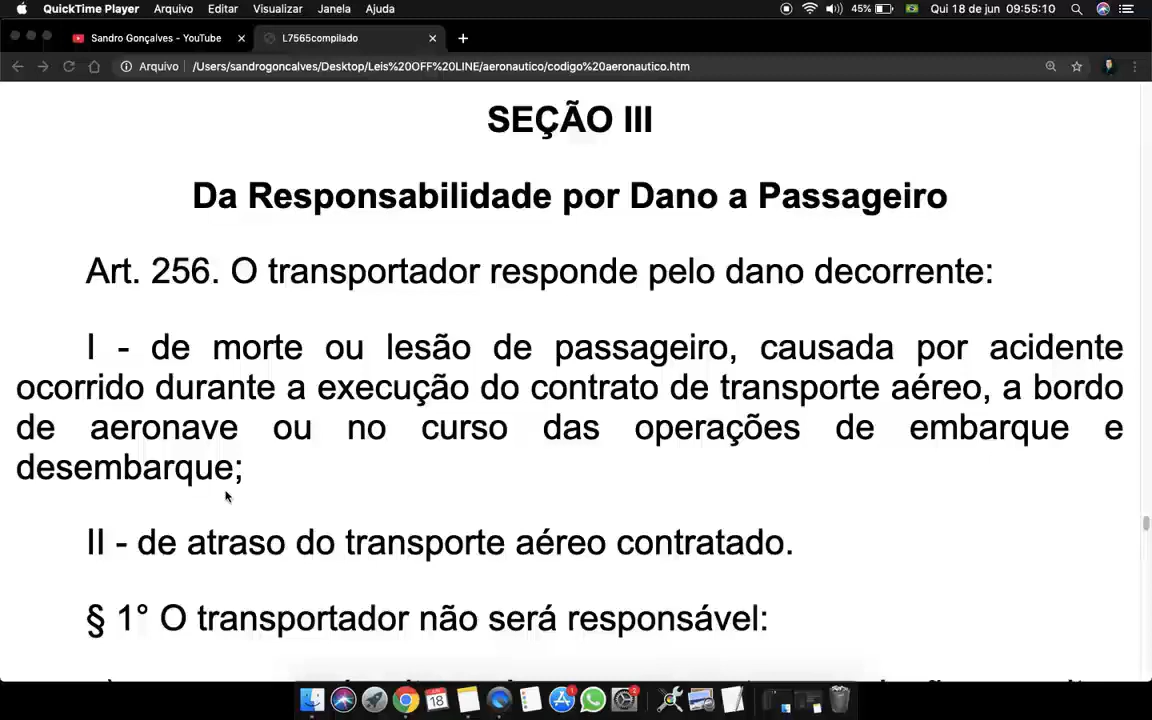 QuickTime Player Arquivo Editar Visualizar Janela Ajuda 45% Qui 18 de jun 09:55:10
Sandro Gonçalves - YouTube L7565compilado
Arquivo /Users/sandrogoncalves/Desktop/Leis%20OFF%20LINE/aeronautico/codigo%20aeronautico.htm
SEÇÃO III
Da Responsabilidade por Dano a Passageiro
Art. 256. O transportador responde pelo dano decorrente:
I - de morte ou lesão de passageiro, causada por acidente
ocorrido durante a execução do contrato de transporte aéreo, a bordo
de aeronave ou no curso das operações de embarque e
desembarque;
II - de atraso do transporte aéreo contratado.
§ 1° O transportador não será responsável: